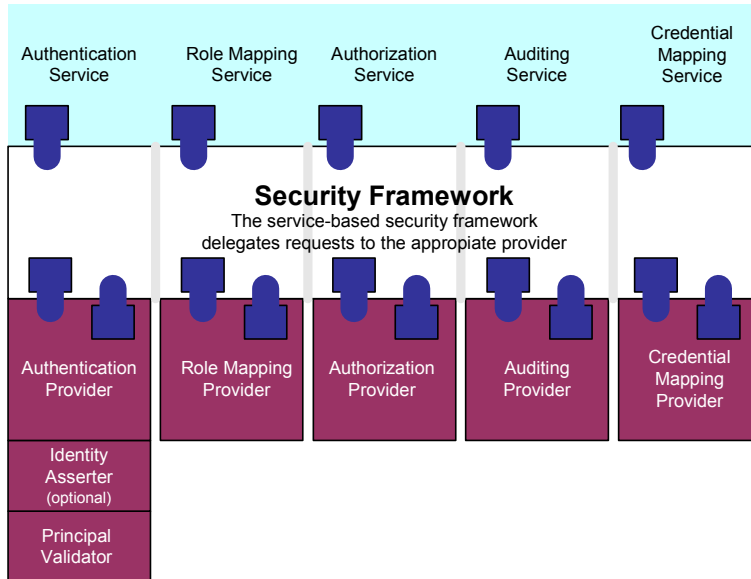 Authentication
Service
Role Mapping
Service
Authorization
Service
Auditing
Service
Credential
Mapping
Service
Security Framework
The service-based security framework
delegates requests to the appropiate provider
Authentication
Provider
Role Mapping
Provider
Authorization
Provider
Auditing
Provider
Credential
Mapping
Provider
Identity
Asserter
(optional)
Principal
Validator